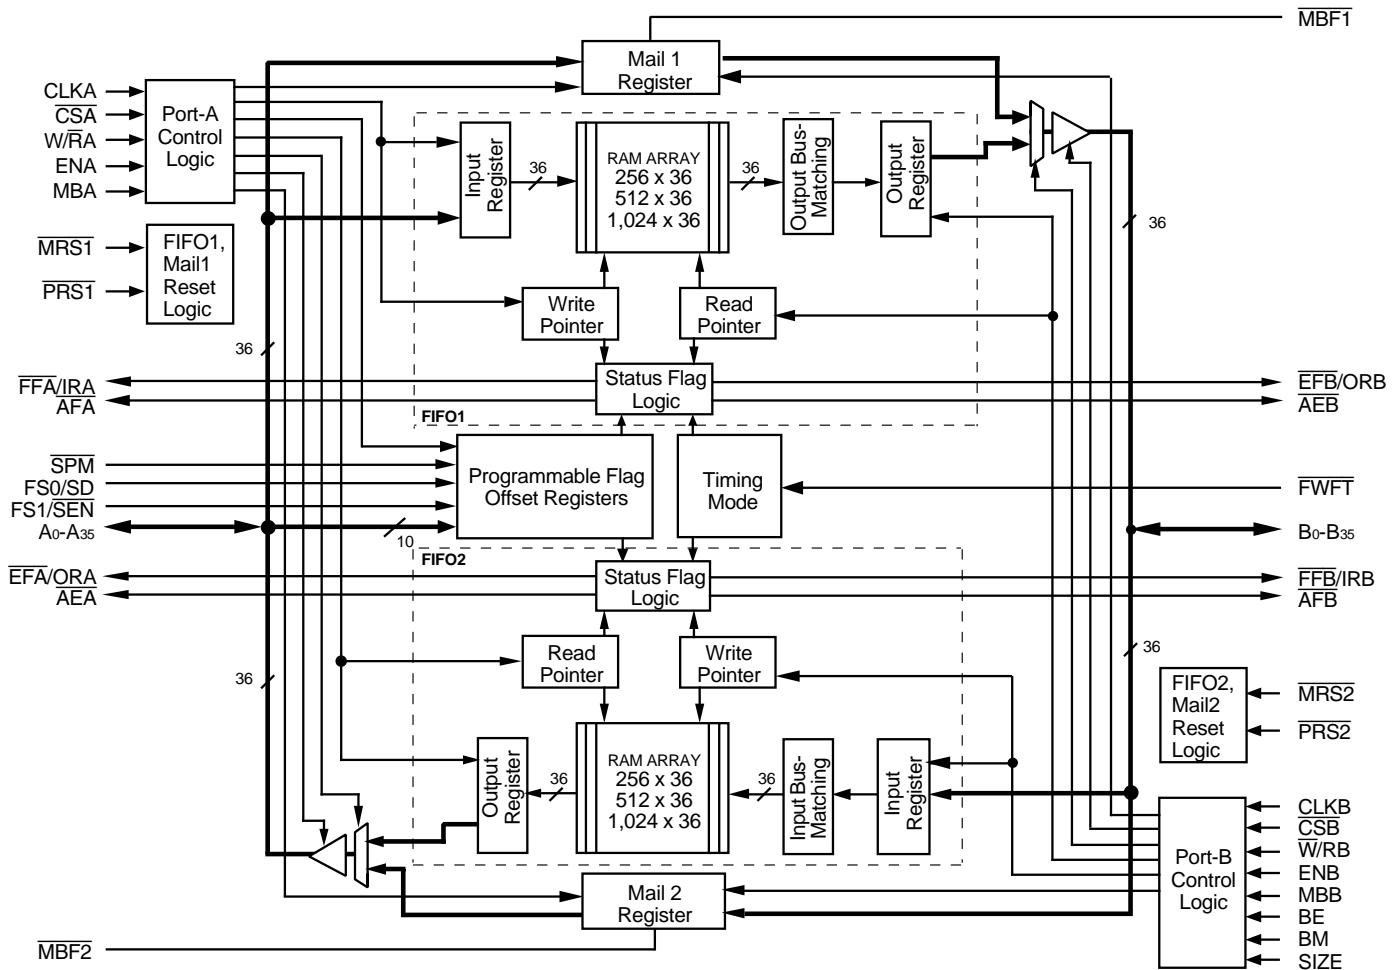 MBF1
Mail 1
Register
CLKA
CSA
W/RA
ENA
MBA
Port-A
Control
Logic
MRS1
PRS1
FIFO1,
Mail1
Reset
Logic
Input
Register
36
RAM ARRAY
256 x 36
512 x 36
1,024 x 36
36
Output Bus-
Matching
Output
Register
36
Write
Pointer
Read
Pointer
36
FFA/IRA
AFA
Status Flag
Logic
EFB/ORB
AEB
FIFO1
SPM
FS0/SD
FS1/SEN
A0-A35
Programmable Flag
Offset Registers
10
Timing
Mode
FWFT
B0-B35
FIFO2
EFA/ORA
AEA
Status Flag
Logic
FFB/IRB
AFB
Read
Pointer
Write
Pointer
36
36
FIFO2,
Mail2
Reset
Logic
MRS2
PRS2
Output
Register
36
RAM ARRAY
256 x 36
512 x 36
1,024 x 36
36
Input Bus-
Matching
Input
Register
Mail 2
Register
Port-B
Control
Logic
CLKB
CSB
W/RB
ENB
MBB
BE
BM
SIZE
MBF2